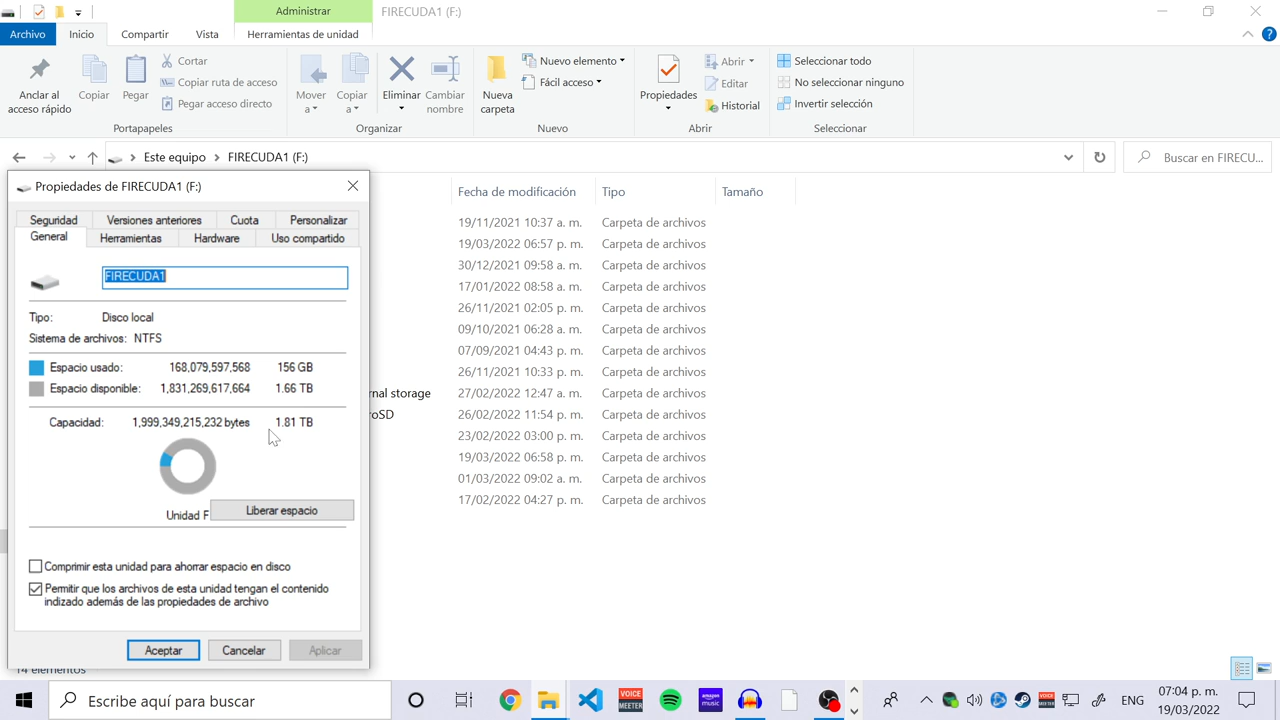 Administrar
FIRECUDA1 (F:)
Archivo
Inicio
Compartir
Vista
Herramientas de unidad
Anclar al
acceso rápido
Copiar
Pegar
Cortar
Copiar ruta de acceso
Pegar acceso directo
Portapapeles
Mover
a
Copiar
a
Eliminar
Cambiar
nombre
Organizar
Nueva
carpeta
Nuevo elemento
Fácil acceso
Nuevo
Propiedades
Abrir
Editar
Historial
Abrir
Seleccionar todo
No seleccionar ninguno
Invertir selección
Seleccionar
Este equipo > FIRECUDA1 (F:)
Buscar en FIRECU...
Fecha de modificación Tipo Tamaño
19/11/2021 10:37 a. m. Carpeta de archivos
19/03/2022 06:57 p. m. Carpeta de archivos
30/12/2021 09:58 a. m. Carpeta de archivos
17/01/2022 08:58 a. m. Carpeta de archivos
26/11/2021 02:05 p. m. Carpeta de archivos
09/10/2021 06:28 a. m. Carpeta de archivos
07/09/2021 04:43 p. m. Carpeta de archivos
26/11/2021 10:33 p. m. Carpeta de archivos
rnal storage 27/02/2022 12:47 a. m. Carpeta de archivos
roSD 26/02/2022 11:54 p. m. Carpeta de archivos
23/02/2022 03:00 p. m. Carpeta de archivos
19/03/2022 06:58 p. m. Carpeta de archivos
01/03/2022 09:02 a. m. Carpeta de archivos
17/02/2022 04:27 p. m. Carpeta de archivos
Propiedades de FIRECUDA1 (F:)
Seguridad Versiones anteriores Cuota Personalizar
General Herramientas Hardware Uso compartido
FIRECUDA1
Tipo: Disco local
Sistema de archivos: NTFS
Espacio usado: 168,079,597,568 156 GB
Espacio disponible: 1,831,269,617,664 1.66 TB
Capacidad: 1,999,349,215,232 bytes 1.81 TB
Unidad F
Liberar espacio
Comprimir esta unidad para ahorrar espacio en disco
Permitir que los archivos de esta unidad tengan el contenido
indizado además de las propiedades de archivo
Aceptar Cancelar Aplicar
14 elementos
Escribe aquí para buscar
VOICE
MEETER
amazon
music
VOICE
MEETER
ENG
07:04 p. m.
19/03/2022